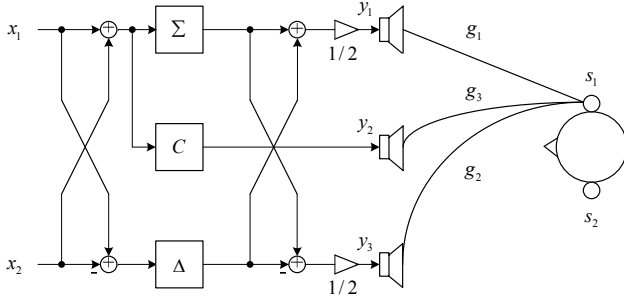 x1 + Σ + 1/2 y1
g1
s1
g3
C y2
g2
s2
x2 - + Δ - + 1/2 y3